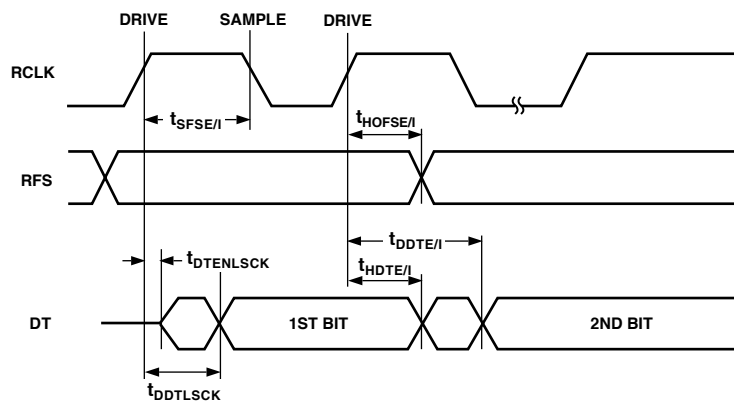 DRIVE SAMPLE DRIVE
RCLK
tSFSE/I
tHOFSE/I
RFS
tDDTE/I
tDTENLSCK
tHDTE/I
DT
1ST BIT
2ND BIT
tDDTLSCK